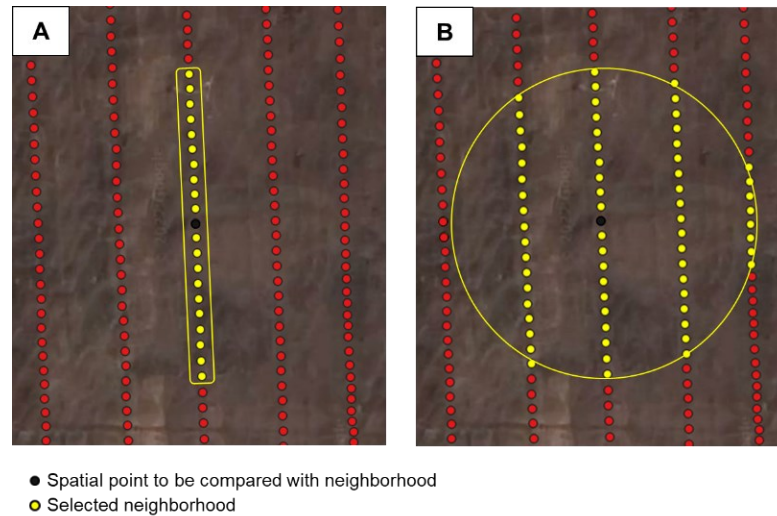 A
B
Spatial point to be compared with neighborhood
Selected neighborhood